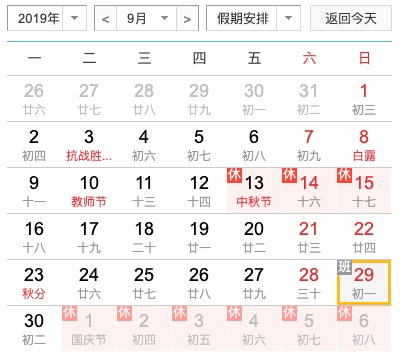 2019年 < 9月 > 假期安排 返回今天
一 二 三 四 五 六 日
26 27 28 29 30 31 1
廿六 廿七 廿八 廿九 初一 初二 初三
2 3 4 5 6 7 8
初四 抗战胜... 初六 初七 初八 初九 白露
休 休 休
9 10 11 12 13 14 15
十一 教师节 十三 十四 中秋节 十六 十七
16 17 18 19 20 21 22
十八 十九 二十 廿一 廿二 廿三 廿四
班
23 24 25 26 27 28 29
秋分 廿六 廿七 廿八 廿九 三十 初一
休 休 休 休 休 休
30 1 2 3 4 5 6
初二 国庆节 初四 初五 初六 初七 初八